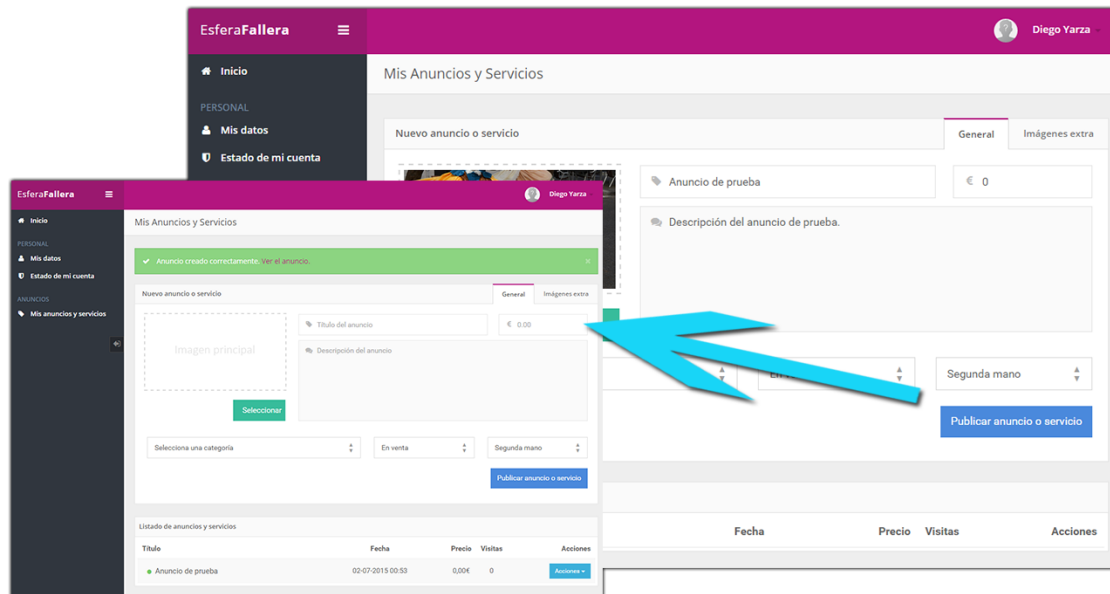 EsferaFallera
Diego Yarza
Inicio
Mis Anuncios y Servicios
PERSONAL
Mis datos
Nuevo anuncio o servicio
General
Imágenes extra
Estado de mi cuenta
Anuncio de prueba
€ 0
Descripción del anuncio de prueba.
Segunda mano
Publicar anuncio o servicio
Fecha
Precio
Visitas
Acciones
EsferaFallera
Diego Yarza
Inicio
Mis Anuncios y Servicios
PERSONAL
Mis datos
Estado de mi cuenta
ANUNCIOS
Mis anuncios y servicios
Anuncio creado correctamente. Ver el anuncio.
×
Nuevo anuncio o servicio
General
Imágenes extra
Imagen principal
Título del anuncio
€ 0.00
Descripción del anuncio
Seleccionar
Selecciona una categoría
En venta
Segunda mano
Publicar anuncio o servicio
Listado de anuncios y servicios
Título
Fecha
Precio
Visitas
Acciones
Anuncio de prueba
02-07-2015 00:53
0,00€
0
Acciones